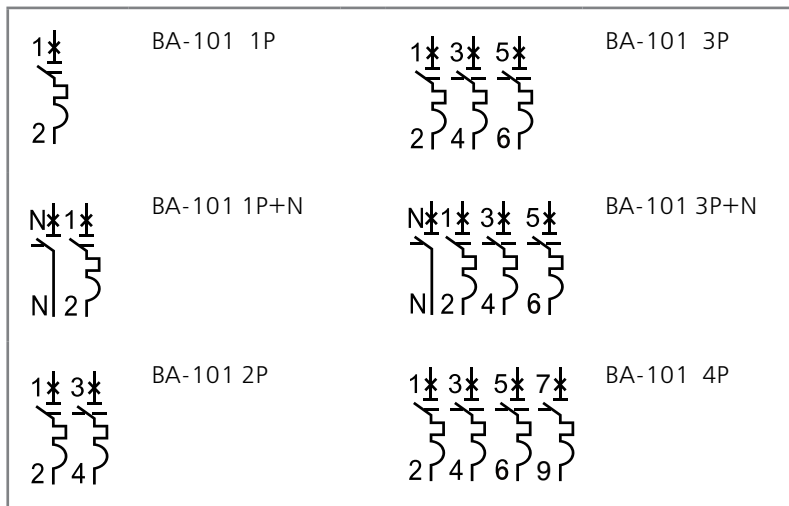 1
BA-101 1P
2
1 3 5
BA-101 3P
2 4 6
N 1
BA-101 1P+N
N 2
N 1 3 5
BA-101 3P+N
N 2 4 6
1 3
BA-101 2P
2 4
1 3 5 7
BA-101 4P
2 4 6 9